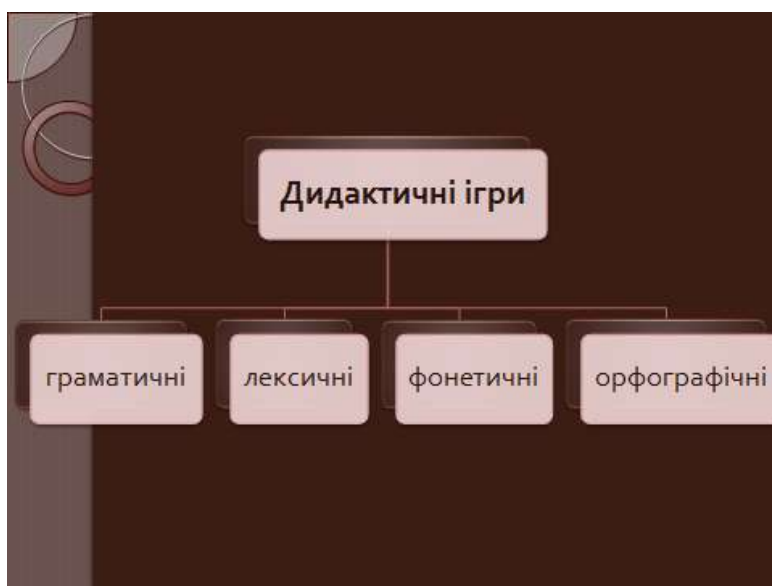 Дидактичні ігри
граматичні
лексичні
фонетичні
орфографічні